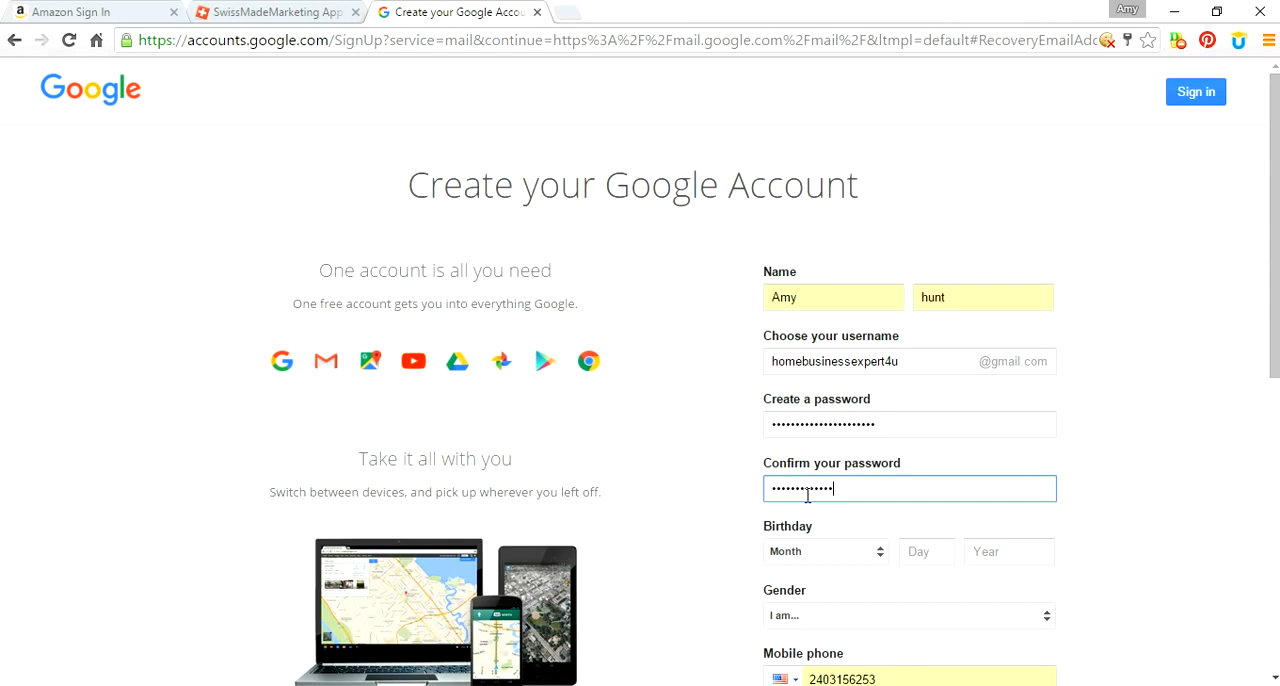 Amazon Sign In
SwissMadeMarketing App
Create your Google Accou
Amy
https://accounts.google.com/SignUp?service=mail&continue=https%3A%2F%2Fmail.google.com%2Fmail%2F&ltmpl=default#RecoveryEmailAdd
Google
Sign in
Create your Google Account
One account is all you need
One free account gets you into everything Google.
Take it all with you
Switch between devices, and pick up wherever you left off.
Name
Amy hunt
Choose your username
homebusinessexpert4u @gmail.com
Create a password
Confirm your password
Birthday
Month Day Year
Gender
I am...
Mobile phone
2403156253